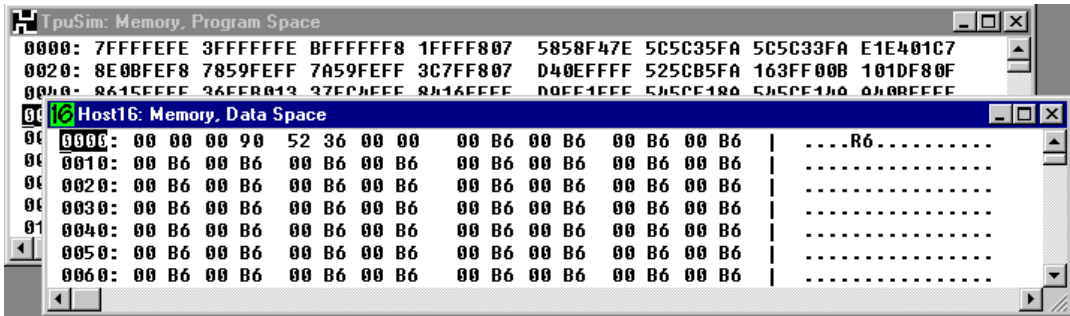 TpuSim: Memory, Program Space
0000: 7FFFFEFE 3FFFFFFE BFFFFFF8 1FFFF807 5858F47E 5C5C35FA 5C5C33FA E1E401C7
0020: 8E0BFEF8 7859FEFF 7A59FEFF 3C7FF807 D40EFFFF 525CB5FA 163FF00B 101DF80F
0040:
16 Host16: Memory, Data Space
0000: 00 00 00 90 52 36 00 00 00 B6 00 B6 00 B6 00 B6 | ....R6..........
0010: 00 B6 00 B6 00 B6 00 B6 00 B6 00 B6 00 B6 00 B6 | ................
0020: 00 B6 00 B6 00 B6 00 B6 00 B6 00 B6 00 B6 00 B6 | ................
0030: 00 B6 00 B6 00 B6 00 B6 00 B6 00 B6 00 B6 00 B6 | ................
0040: 00 B6 00 B6 00 B6 00 B6 00 B6 00 B6 00 B6 00 B6 | ................
0050: 00 B6 00 B6 00 B6 00 B6 00 B6 00 B6 00 B6 00 B6 | ................
0060: 00 B6 00 B6 00 B6 00 B6 00 B6 00 B6 00 B6 00 B6 | ................